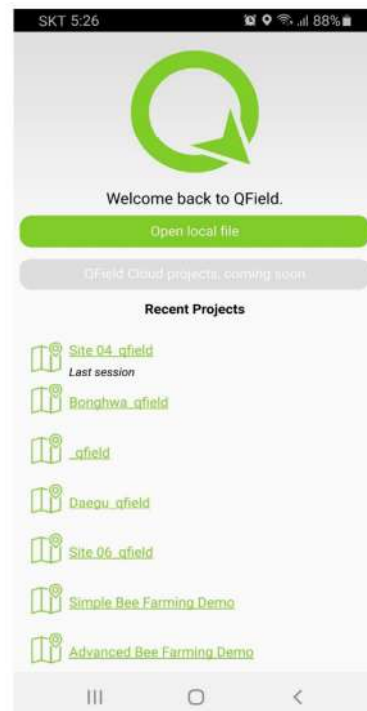 SKT 5:26 88%
Welcome back to QField.
Open local file
QField Cloud projects, coming soon
Recent Projects
Site 04_qfield
Last session
Bonghwa_qfield
_qfield
Daegu_qfield
Site 06_qfield
Simple Bee Farming Demo
Advanced Bee Farming Demo